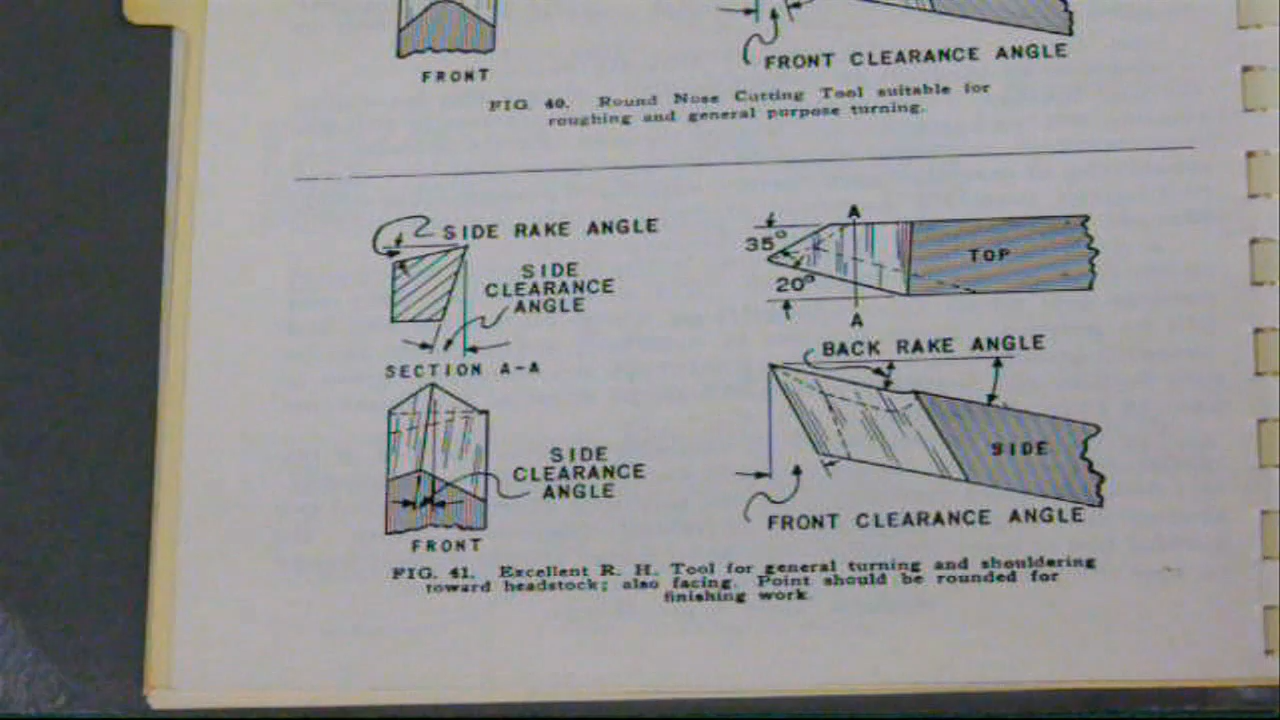 FRONT
FRONT CLEARANCE ANGLE
FIG. 40. Round Nose Cutting Tool suitable for
roughing and general purpose turning.
SIDE RAKE ANGLE
SIDE
CLEARANCE
ANGLE
SECTION A-A
A
35°
TOP
20°
A
BACK RAKE ANGLE
SIDE
CLEARANCE
ANGLE
FRONT
SIDE
FRONT CLEARANCE ANGLE
FIG. 41. Excellent R. H. Tool for general turning and shouldering
toward headstock; also facing. Point should be rounded for
finishing work.